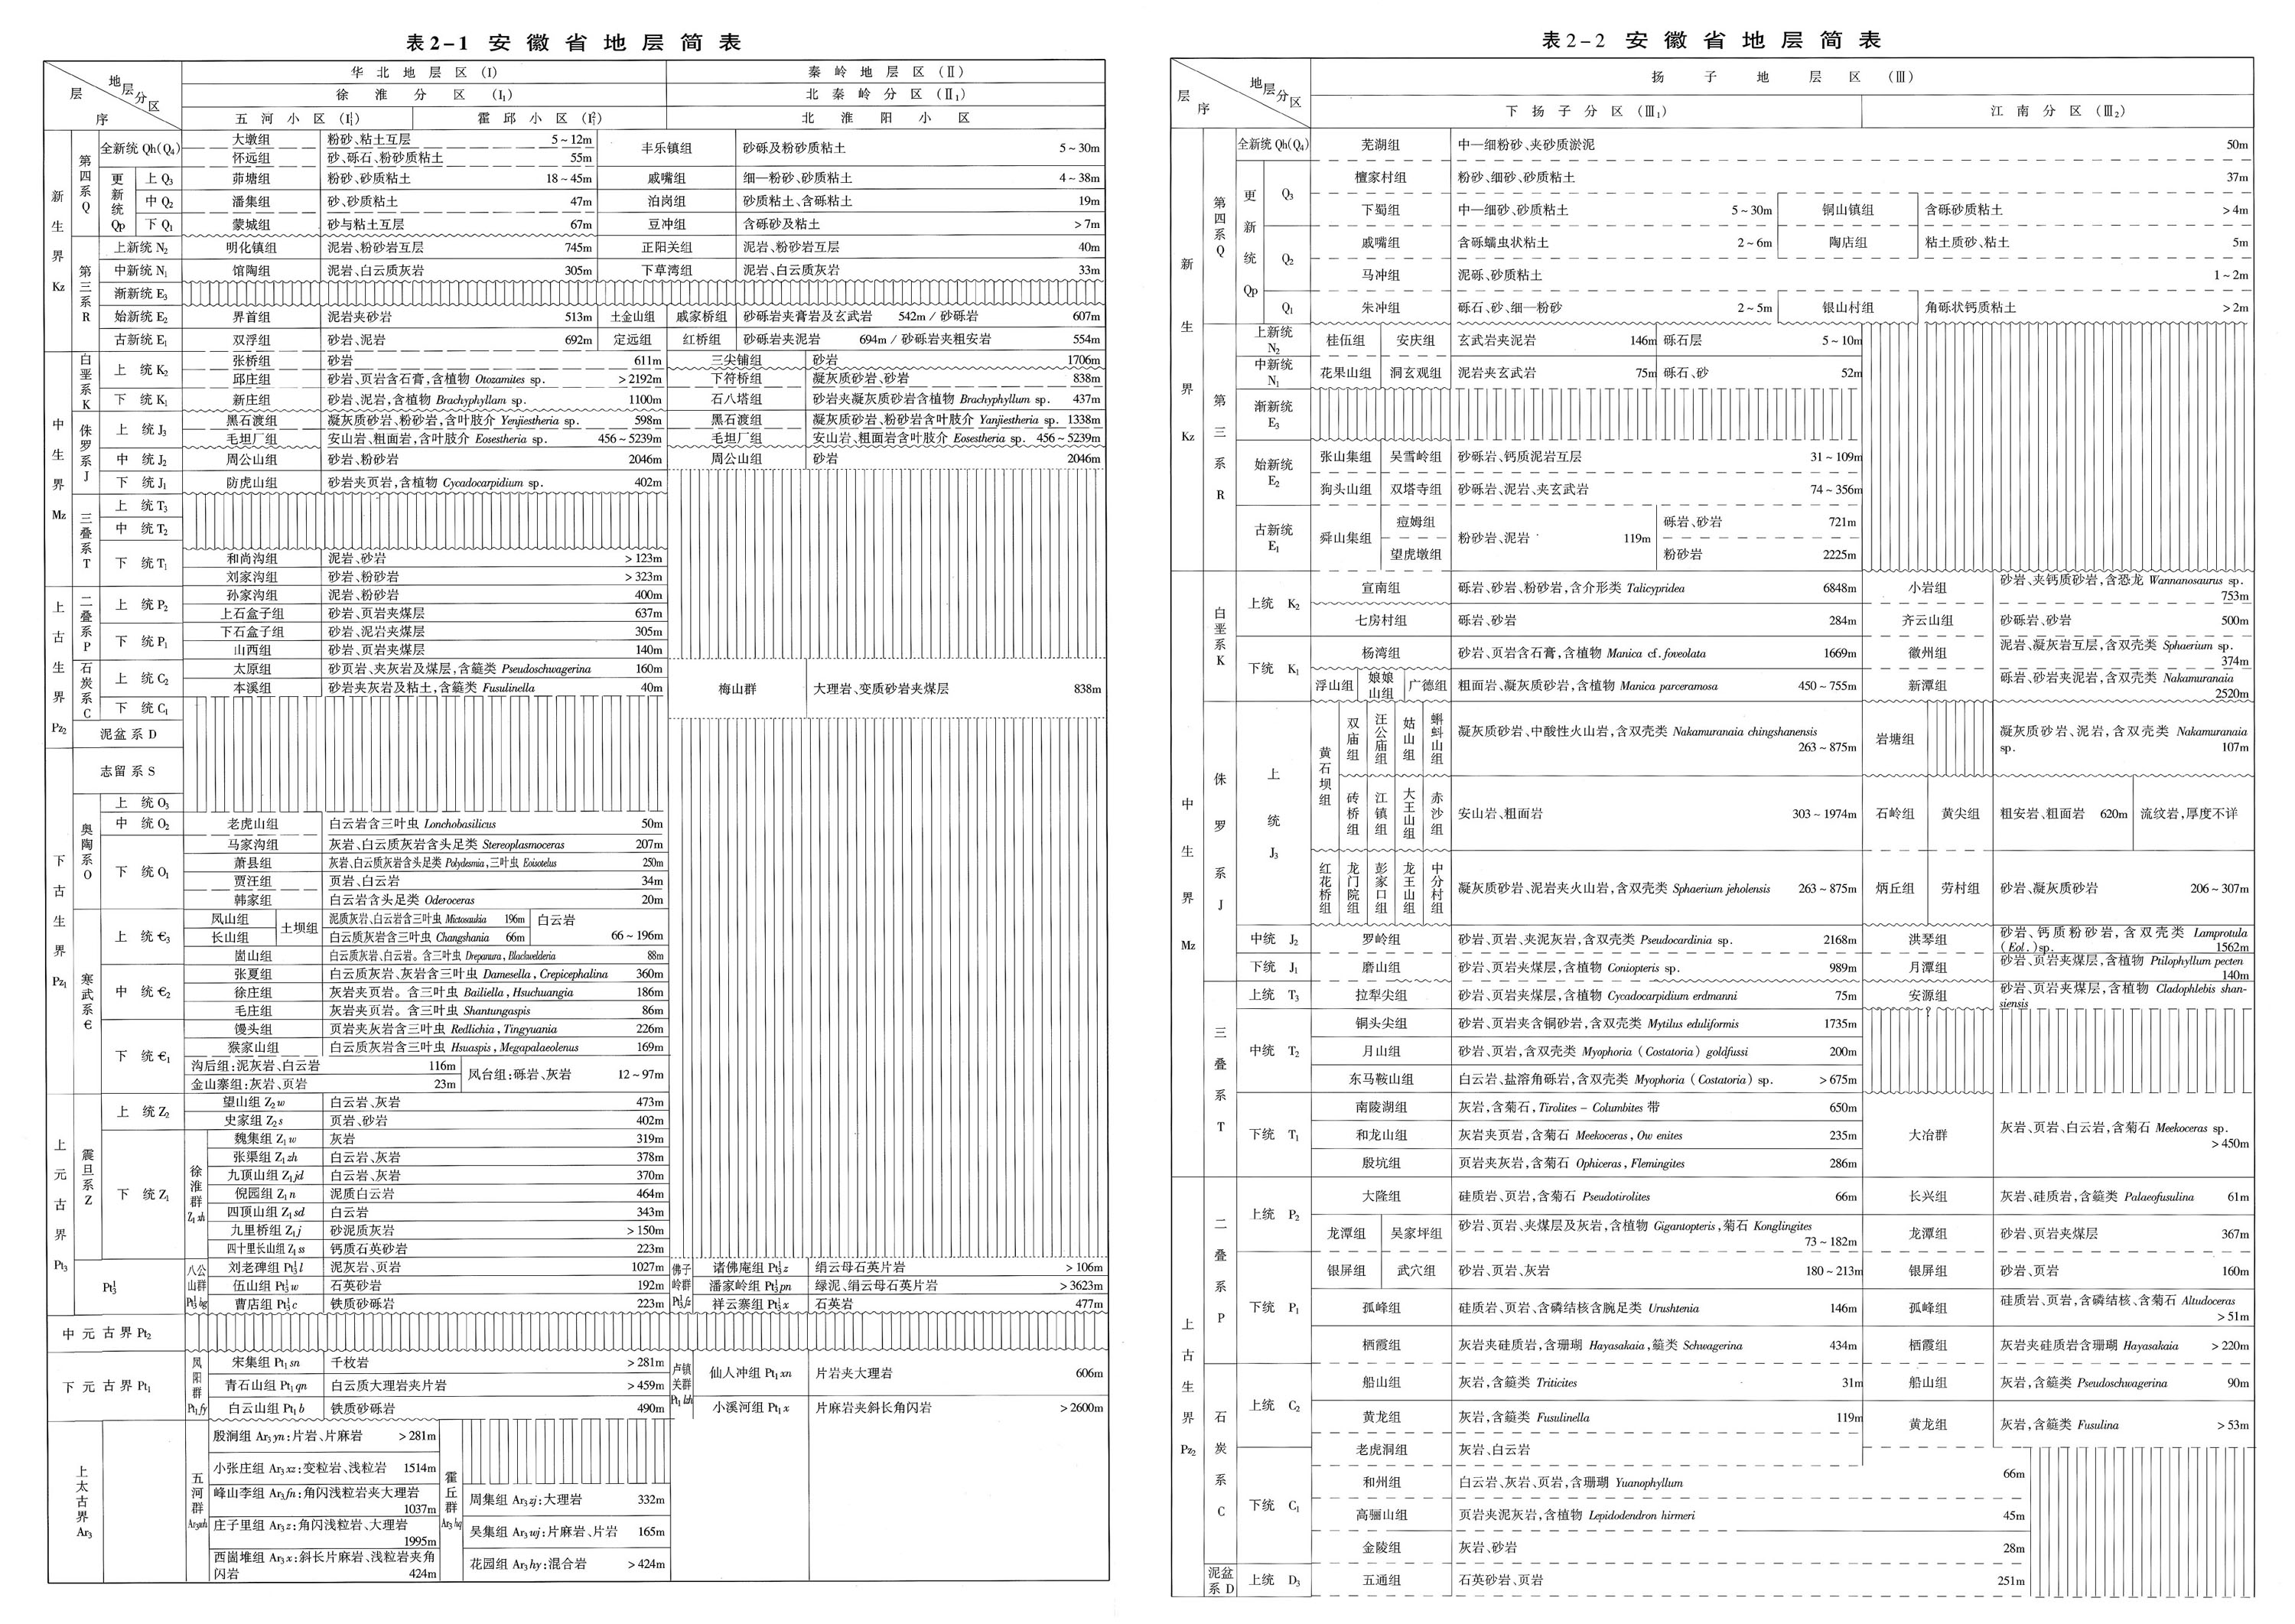 表2-1 安徽省地层简表
地层分区
层序
华北地层区(Ⅰ)
秦岭地层区(Ⅱ)
徐淮分区(Ⅰ₁)
北秦岭分区(Ⅱ₁)
五河小区(Ⅰ¹₁)
霍邱小区(Ⅰ²₁)
北淮阳小区
新生界 Kz
第四系 Q
全新统 Qh(Q₄)
大墩组 粉砂、粘土互层 5~12m
怀远组 砂、砾石、粉砂质粘土 55m
丰乐镇组 砂砾及粉砂质粘土 5~30m
更新统 Qp
上 Q₃ 茆塘组 粉砂、砂质粘土 18~45m 戚嘴组 细—粉砂、砂质粘土 4~38m
中 Q₂ 潘集组 砂、砂质粘土 47m 泊岗组 砂质粘土、含砾粘土 19m
下 Q₁ 蒙城组 砂与粘土互层 67m 豆冲组 含砾砂及粘土 >7m
第三系 R
上新统 N₂ 明化镇组 泥岩、粉砂岩互层 745m 正阳关组 泥岩、粉砂岩互层 40m
中新统 N₁ 馆陶组 泥岩、白云质灰岩 305m 下草湾组 泥岩、白云质灰岩 33m
渐新统 E₃
始新统 E₂ 界首组 泥岩夹砂岩 513m 土金山组 戚家桥组 砂砾岩夹膏岩及玄武岩 542m / 砂砾岩 607m
古新统 E₁ 双浮组 砂岩、泥岩 692m 定远组 红桥组 砂砾岩夹泥岩 694m / 砂砾岩夹粗安岩 554m
中生界 Mz
白垩系 K
上统 K₂ 张桥组 砂岩 611m 三尖铺组 砂岩 1706m
邱庄组 砂岩、页岩含石膏,含植物 Otozamites sp. >2192m 下符桥组 凝灰质砂岩、砂岩 838m
下统 K₁ 新庄组 砂岩、泥岩,含植物 Brachyphyllam sp. 1100m 石八塔组 砂岩夹凝灰质砂岩含植物 Brachyphyllum sp. 437m
侏罗系 J
上统 J₃ 黑石渡组 凝灰质砂岩、粉砂岩,含叶肢介 Yenjiestheria sp. 598m 黑石渡组 凝灰质砂岩、粉砂岩含叶肢介 Yanjiestheria sp. 1338m
毛坦厂组 安山岩、粗面岩,含叶肢介 Eosestheria sp. 456~5239m 毛坦厂组 安山岩、粗面岩含叶肢介 Eosestheria sp. 456~5239m
中统 J₂ 周公山组 砂岩、粉砂岩 2046m 周公山组 砂岩 2046m
下统 J₁ 防虎山组 砂岩夹页岩,含植物 Cycadocarpidium sp. 402m
三叠系 T
上统 T₃
中统 T₂
下统 T₁ 和尚沟组 泥岩、砂岩 >123m
刘家沟组 砂岩、粉砂岩 >323m
上古生界 Pz₂
二叠系 P
上统 P₂ 孙家沟组 泥岩、粉砂岩 400m
上石盒子组 砂岩、页岩夹煤层 637m
下统 P₁ 下石盒子组 砂岩、泥岩夹煤层 305m
山西组 砂岩、页岩夹煤层 140m
石炭系 C
上统 C₂ 太原组 砂页岩、夹灰岩及煤层,含䗴类 Pseudoschwagerina 160m
本溪组 砂岩夹灰岩及粘土,含䗴类 Fusulinella 40m
梅山群 大理岩、变质砂岩夹煤层 838m
下统 C₁
泥盆系 D
下古生界 Pz₁
志留系 S
奥陶系 O
上统 O₃
中统 O₂ 老虎山组 白云岩含三叶虫 Lonchobasilicus 50m
下统 O₁ 马家沟组 灰岩、白云质灰岩含头足类 Stereoplasmoceras 207m
萧县组 灰岩、白云质灰岩含头足类 Polydesmia,三叶虫 Eoisotelus 250m
贾汪组 页岩、白云岩 34m
韩家组 白云岩含头足类 Oderoceras 20m
寒武系 Є
上统 Є₃ 凤山组 土坝组 泥质灰岩、白云岩含三叶虫 Mictosaukia 196m 白云岩
长山组 白云质灰岩含三叶虫 Changshania 66m 66~196m
崮山组 白云质灰岩、白云岩。含三叶虫 Drepanura, Blackwelderia 88m
中统 Є₂ 张夏组 白云质灰岩、灰岩含三叶虫 Damesella, Crepicephalina 360m
徐庄组 灰岩夹页岩。含三叶虫 Bailiella, Hsuchuangia 186m
毛庄组 灰岩夹页岩。含三叶虫 Shantungaspis 86m
下统 Є₁ 馒头组 页岩夹灰岩含三叶虫 Redlichia, Tingyuania 226m
猴家山组 白云质灰岩含三叶虫 Hsuaspis, Megapalaeolenus 169m
沟后组:泥灰岩、白云岩 116m
金山寨组:灰岩、页岩 23m
凤台组:砾岩、灰岩 12~97m
上元古界 Pt₃
震旦系 Z
上统 Z₂ 望山组 Z₂w 白云岩、灰岩 473m
史家组 Z₂s 页岩、砂岩 402m
下统 Z₁
徐淮群 Z₁xh
魏集组 Z₁w 灰岩 319m
张渠组 Z₁zh 白云岩、灰岩 378m
九顶山组 Z₁jd 白云岩、灰岩 370m
倪园组 Z₁n 泥质白云岩 464m
四顶山组 Z₁sd 白云岩 343m
九里桥组 Z₁j 砂泥质灰岩 >150m
四十里长山组 Z₁ss 钙质石英砂岩 223m
Pt¹₃
八公山群 Pt¹₃bg
佛子岭群 Pt¹₃fz
刘老碑组 Pt¹₃l 泥灰岩、页岩 1027m 诸佛庵组 Pt¹₃z 绢云母石英片岩 >106m
伍山组 Pt¹₃w 石英砂岩 192m 潘家岭组 Pt¹₃pn 绿泥、绢云母石英片岩 >3623m
曹店组 Pt¹₃c 铁质砂砾岩 223m 祥云寨组 Pt¹₃x 石英岩 477m
中元古界 Pt₂
下元古界 Pt₁
凤阳群 Pt₁fy
卢镇关群 Pt₁lzh
宋集组 Pt₁sn 千枚岩 >281m 仙人冲组 Pt₁xn 片岩夹大理岩 606m
青石山组 Pt₁qn 白云质大理岩夹片岩 >459m
白云山组 Pt₁b 铁质砂砾岩 490m 小溪河组 Pt₁x 片麻岩夹斜长角闪岩 >2600m
上太古界 Ar₃
五河群 Ar₃wh
殷涧组 Ar₃yn:片岩、片麻岩 >281m
小张庄组 Ar₃xz:变粒岩、浅粒岩 1514m
峰山李组 Ar₃fn:角闪浅粒岩夹大理岩 1037m
庄子里组 Ar₃z:角闪浅粒岩、大理岩 1995m
西崮堆组 Ar₃x:斜长片麻岩、浅粒岩夹角闪岩 424m
霍丘群 Ar₃hq
周集组 Ar₃zj:大理岩 332m
吴集组 Ar₃wj:片麻岩、片岩 165m
花园组 Ar₃hy:混合岩 >424m
表2-2 安徽省地层简表
地层分区
层序
扬子地层区(Ⅲ)
下扬子分区(Ⅲ₁)
江南分区(Ⅲ₂)
新生界 Kz
第四系 Q
全新统 Qh(Q₄) 芜湖组 中—细粉砂、夹砂质淤泥 50m
更新统 Qp
Q₃ 檀家村组 粉砂、细砂、砂质粘土 37m
下蜀组 中—细砂、砂质粘土 5~30m 铜山镇组 含砾砂质粘土 >4m
Q₂ 戚嘴组 含砾蠕虫状粘土 2~6m 陶店组 粘土质砂、粘土 5m
马冲组 泥砾、砂质粘土 1~2m
Q₁ 朱冲组 砾石、砂、细—粉砂 2~5m 银山村组 角砾状钙质粘土 >2m
第三系 R
上新统 N₂ 桂伍组 安庆组 玄武岩夹泥岩 146m 砾石层 5~10m
中新统 N₁ 花果山组 洞玄观组 泥岩夹玄武岩 75m 砾石、砂 52m
渐新统 E₃
始新统 E₂ 张山集组 吴雪岭组 砂砾岩、钙质泥岩互层 31~109m
狗头山组 双塔寺组 砂砾岩、泥岩、夹玄武岩 74~356m
古新统 E₁ 舜山集组 痘姆组 粉砂岩、泥岩 119m 砾岩、砂岩 721m
望虎墩组 粉砂岩 2225m
中生界 Mz
白垩系 K
上统 K₂ 宣南组 砾岩、砂岩、粉砂岩,含介形类 Talicypridea 6848m 小岩组 砂岩、夹钙质砂岩,含恐龙 Wannanosaurus sp. 753m
七房村组 砾岩、砂岩 284m 齐云山组 砂砾岩、砂岩 500m
下统 K₁ 杨湾组 砂岩、页岩含石膏,含植物 Manica cf. foveolata 1669m 徽州组 泥岩、凝灰岩互层,含双壳类 Sphaerium sp. 374m
浮山组 娘娘山组 广德组 粗面岩、凝灰质砂岩,含植物 Manica parceramosa 450~755m 新潭组 砾岩、砂岩夹泥岩,含双壳类 Nakamuranaia 2520m
侏罗系 J
上统 J₃
黄石坝组 双庙组 汪公庙组 姑山组 蝌蚪山组 凝灰质砂岩、中酸性火山岩,含双壳类 Nakamuranaia chingshanensis 263~875m 岩塘组 凝灰质砂岩、泥岩,含双壳类 Nakamuranaia sp. 107m
砖桥组 江镇组 大王山组 赤沙组 安山岩、粗面岩 303~1974m 石岭组 黄尖组 粗安岩、粗面岩 620m 流纹岩,厚度不详
红花桥组 龙门院组 彭家口组 龙王山组 中分村组 凝灰质砂岩、泥岩夹火山岩,含双壳类 Sphaerium jeholensis 263~875m 炳丘组 劳村组 砂岩、凝灰质砂岩 206~307m
中统 J₂ 罗岭组 砂岩、页岩、夹泥灰岩,含双壳类 Pseudocardinia sp. 2168m 洪琴组 砂岩、钙质粉砂岩,含双壳类 Lamprotula (Eol.)sp. 1562m
下统 J₁ 磨山组 砂岩、页岩夹煤层,含植物 Coniopteris sp. 989m 月潭组 砂岩、页岩夹煤层,含植物 Ptilophyllum pecten 140m
三叠系 T
上统 T₃ 拉犁尖组 砂岩、页岩夹煤层,含植物 Cycadocarpidium erdmanni 75m 安源组 砂岩、页岩夹煤层,含植物 Cladophlebis shansiensis
中统 T₂ 铜头尖组 砂岩、页岩夹含铜砂岩,含双壳类 Mytilus eduliformis 1735m
月山组 砂岩、页岩,含双壳类 Myophoria (Costatoria) goldfussi 200m
东马鞍山组 白云岩、盐溶角砾岩,含双壳类 Myophoria (Costatoria) sp. >675m
下统 T₁ 南陵湖组 灰岩,含菊石,Tirolites – Columbites 带 650m
和龙山组 灰岩夹页岩,含菊石 Meekoceras, Ow enites 235m 大冶群 灰岩、页岩、白云岩,含菊石 Meekoceras sp. >450m
殷坑组 页岩夹灰岩,含菊石 Ophiceras, Flemingites 286m
上古生界 Pz₂
二叠系 P
上统 P₂ 大隆组 硅质岩、页岩,含菊石 Pseudotirolites 66m 长兴组 灰岩、硅质岩,含䗴类 Palaeofusulina 61m
龙潭组 吴家坪组 砂岩、页岩、夹煤层及灰岩,含植物 Gigantopteris,菊石 Konglingites 73~182m 龙潭组 砂岩、页岩夹煤层 367m
下统 P₁ 银屏组 武穴组 砂岩、页岩、灰岩 180~213m 银屏组 砂岩、页岩 160m
孤峰组 硅质岩、页岩、含磷结核含腕足类 Urushtenia 146m 孤峰组 硅质岩、页岩,含磷结核、含菊石 Altudoceras >51m
栖霞组 灰岩夹硅质岩,含珊瑚 Hayasakaia,䗴类 Schwagerina 434m 栖霞组 灰岩夹硅质岩含珊瑚 Hayasakaia >220m
石炭系 C
上统 C₂ 船山组 灰岩,含䗴类 Triticites 31m 船山组 灰岩,含䗴类 Pseudoschwagerina 90m
黄龙组 灰岩,含䗴类 Fusulinella 119m 黄龙组 灰岩,含䗴类 Fusulina >53m
老虎洞组 灰岩、白云岩
下统 C₁ 和州组 白云岩、灰岩、页岩,含珊瑚 Yuanophyllum 66m
高骊山组 页岩夹泥灰岩,含植物 Lepidodendron hirmeri 45m
金陵组 灰岩、砂岩 28m
泥盆系 D 上统 D₃ 五通组 石英砂岩、页岩 251m